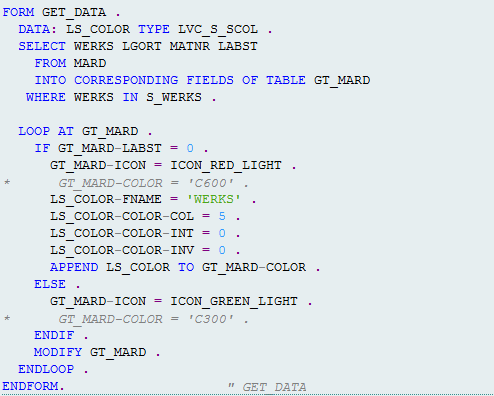 FORM GET_DATA .
DATA: LS_COLOR TYPE LVC_S_SCOL .
SELECT WERKS LGORT MATNR LABST
FROM MARD
INTO CORRESPONDING FIELDS OF TABLE GT_MARD
WHERE WERKS IN S_WERKS .
LOOP AT GT_MARD .
IF GT_MARD-LABST = 0 .
GT_MARD-ICON = ICON_RED_LIGHT .
* GT_MARD-COLOR = 'C600' .
LS_COLOR-FNAME = 'WERKS' .
LS_COLOR-COLOR-COL = 5 .
LS_COLOR-COLOR-INT = 0 .
LS_COLOR-COLOR-INV = 0 .
APPEND LS_COLOR TO GT_MARD-COLOR .
ELSE .
GT_MARD-ICON = ICON_GREEN_LIGHT .
* GT_MARD-COLOR = 'C300' .
ENDIF .
MODIFY GT_MARD .
ENDLOOP .
ENDFORM. " GET_DATA